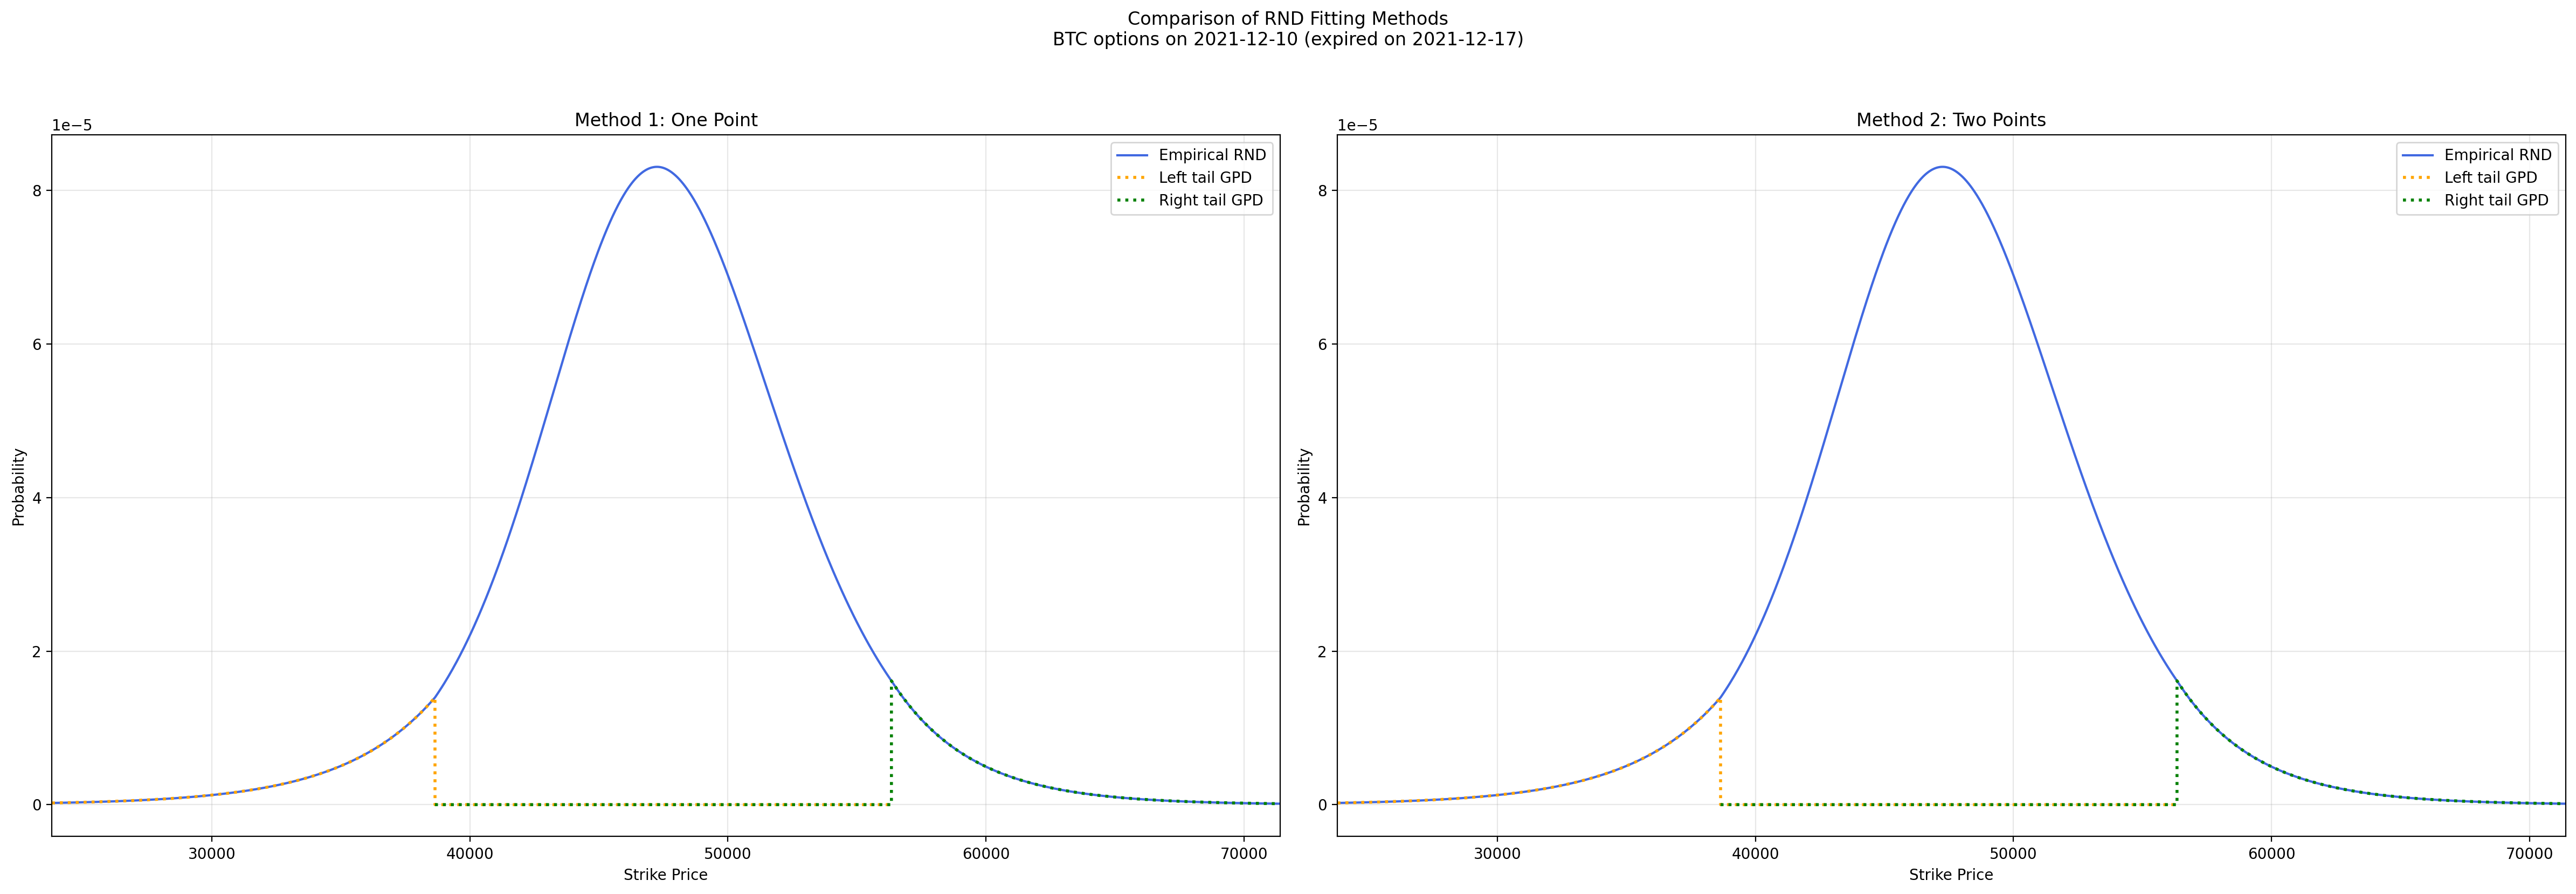 Comparison of RND Fitting Methods
BTC options on 2021-12-10 (expired on 2021-12-17)
Method 1: One Point
1e−5
8
6
4
2
0
Probability
30000 40000 50000 60000 70000
Strike Price
Empirical RND
Left tail GPD
Right tail GPD
Method 2: Two Points
1e−5
8
6
4
2
0
Probability
30000 40000 50000 60000 70000
Strike Price
Empirical RND
Left tail GPD
Right tail GPD